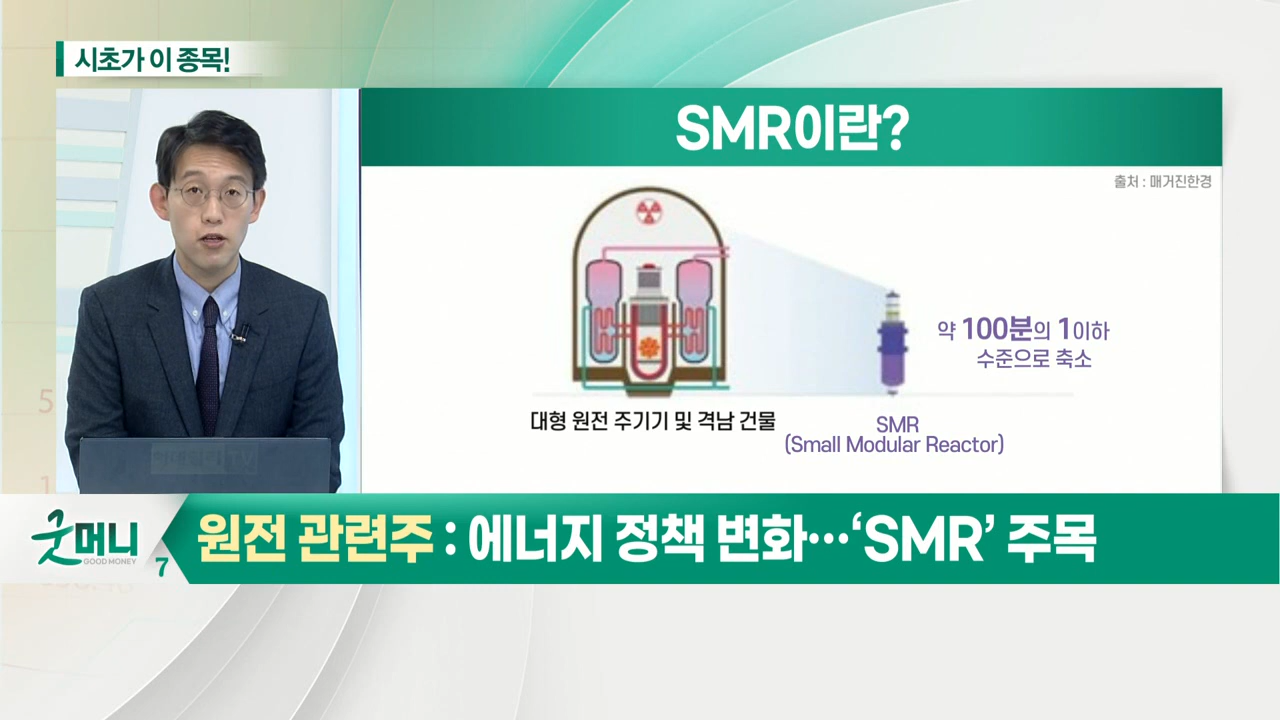 시초가 이 종목!
SMR이란?
출처 : 매거진한경
약 100분의 1이하
수준으로 축소
대형 원전 주기기 및 격납 건물
SMR
(Small Modular Reactor)
굿머니
GOOD MONEY
7
원전 관련주 : 에너지 정책 변화…‘SMR’ 주목
5
1